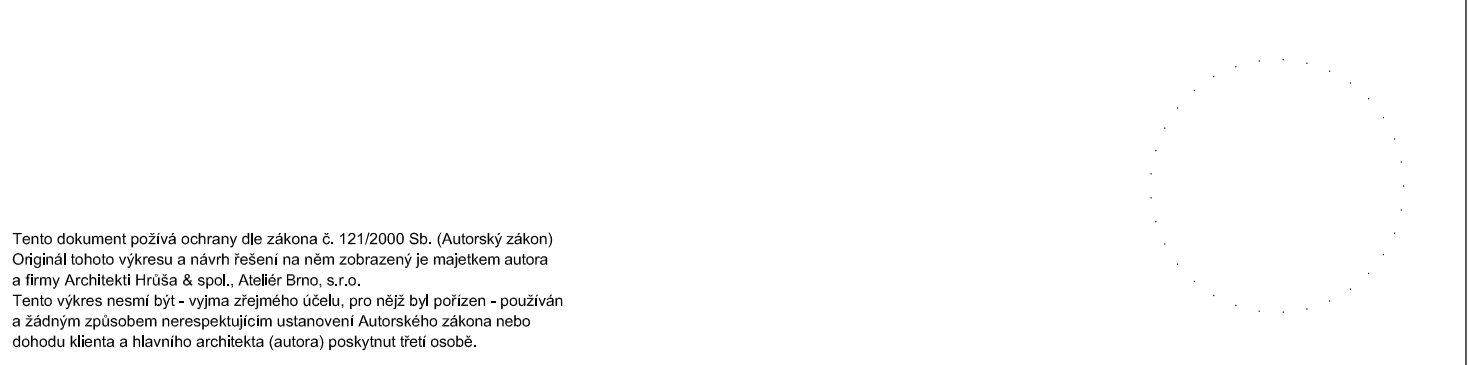 Tento dokument požívá ochrany dle zákona č. 121/2000 Sb. (Autorský zákon)
Originál tohoto výkresu a návrh řešení na něm zobrazený je majetkem autora
a firmy Architekti Hrůša & spol., Ateliér Brno, s.r.o.
Tento výkres nesmí být - vyjma zřejmého účelu, pro nějž byl pořízen - používán
a žádným způsobem nerespektujícím ustanovení Autorského zákona nebo
dohodu klienta a hlavního architekta (autora) poskytnut třetí osobě.